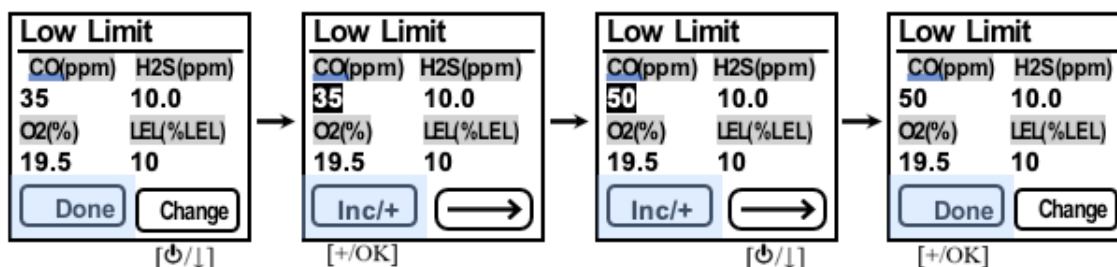 Low Limit
CO(ppm) H2S(ppm)
35 10.0
O2(%) LEL(%LEL)
19.5 10
Done Change
[⏻/↓]
Low Limit
CO(ppm) H2S(ppm)
35 10.0
O2(%) LEL(%LEL)
19.5 10
Inc/+ →
[+/OK]
Low Limit
CO(ppm) H2S(ppm)
50 10.0
O2(%) LEL(%LEL)
19.5 10
Inc/+ →
[⏻/↓]
Low Limit
CO(ppm) H2S(ppm)
50 10.0
O2(%) LEL(%LEL)
19.5 10
Done Change
[+/OK]